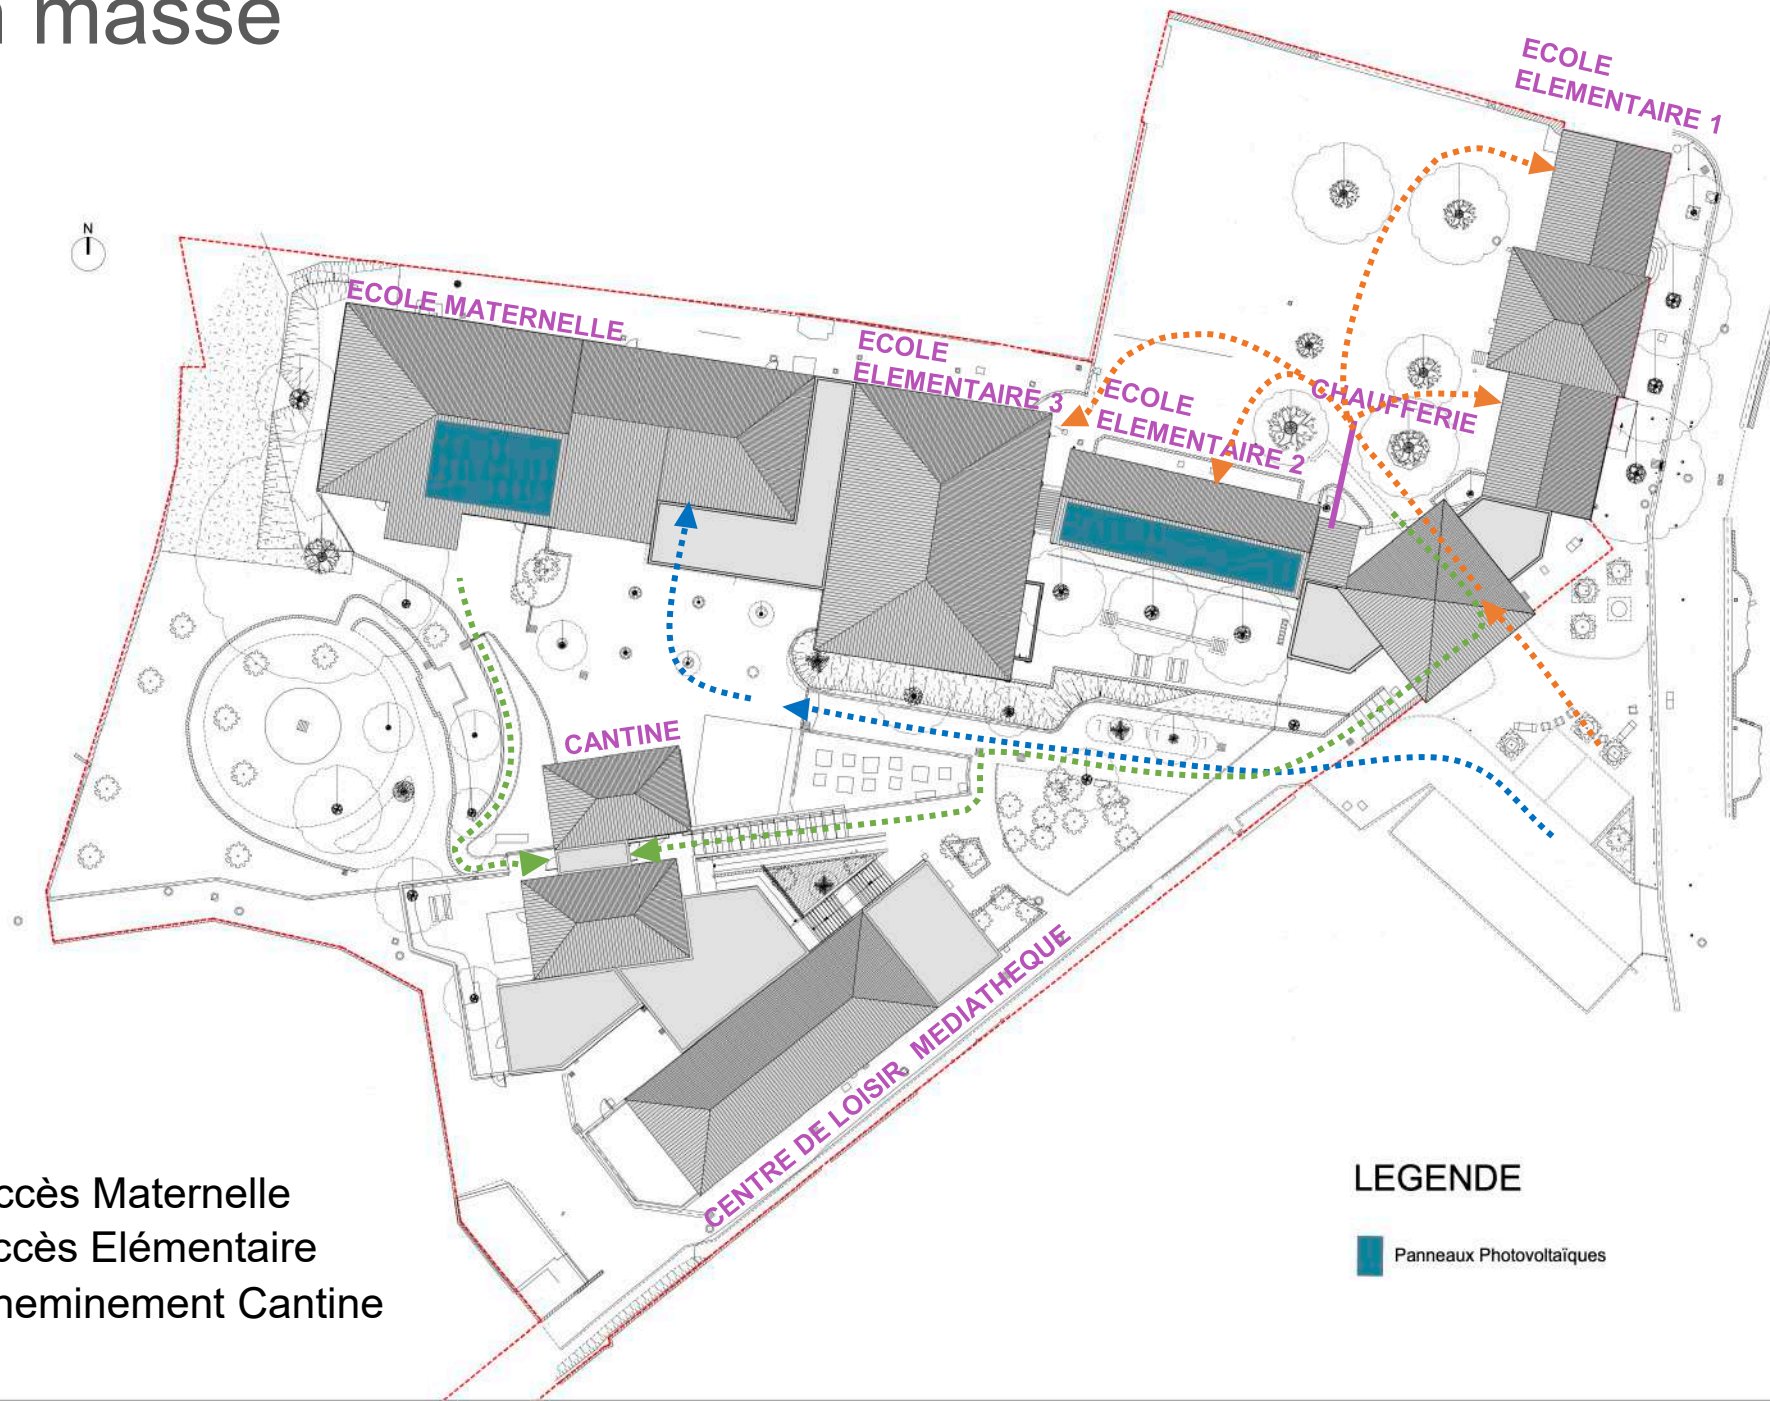 n masse
ECOLE
ELEMENTAIRE 1
N
ECOLE MATERNELLE
ECOLE
ELEMENTAIRE 3
ECOLE
ELEMENTAIRE 2
CHAUFFERIE
CANTINE
CENTRE DE LOISIR MEDIATHEQUE
ccès Maternelle
ccès Elémentaire
heminement Cantine
LEGENDE
Panneaux Photovoltaïques